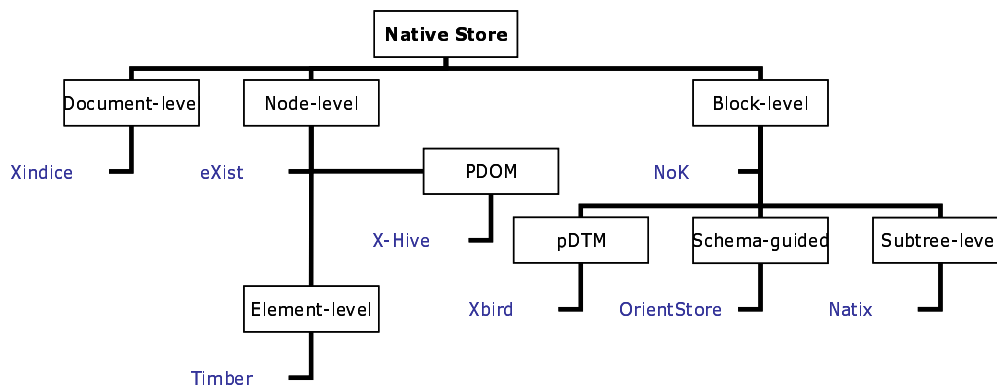 Native Store
Document-leve
Node-level
Block-level
Xindice
eXist
PDOM
NoK
X-Hive
pDTM
Schema-guided
Subtree-leve
Element-level
Xbird
OrientStore
Natix
Timber